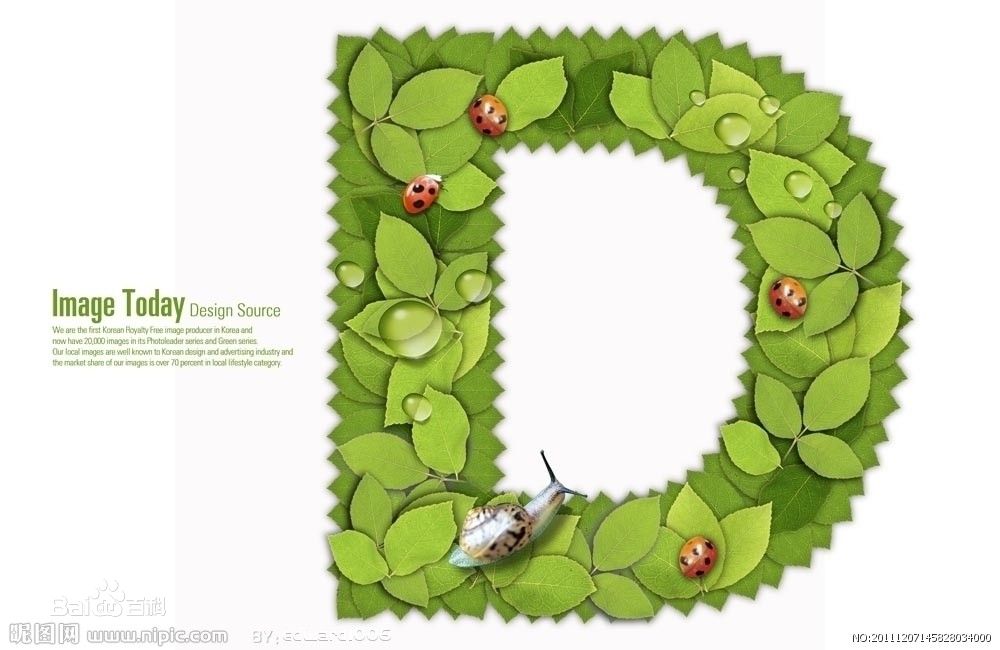 Image Today Design Source
We are the first Korean Royalty Free image producer in Korea and
now have 20,000 images in its Photoleader series and Green series.
Our local images are well known to Korean design and advertising industry and
the market share of our images is over 70 percent in local lifestyle category.
D
Bai百科
昵图网 www.nipic.com BY:edward006
NO:20111207145828034000